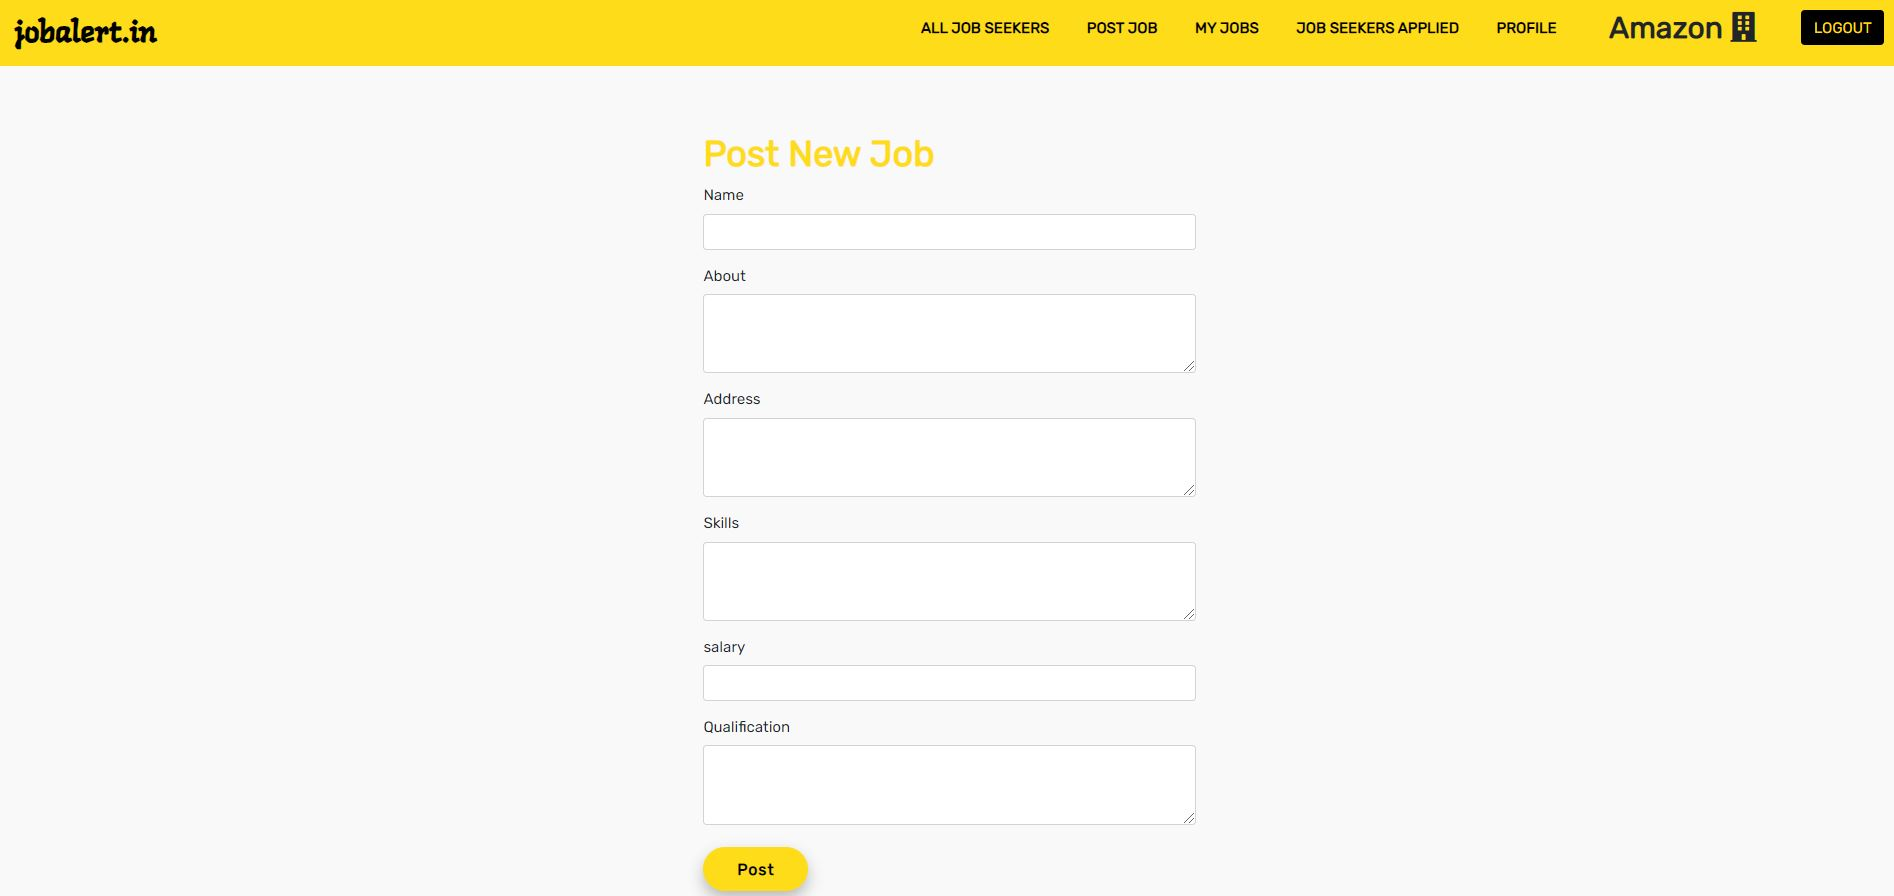 jobalert.in
ALL JOB SEEKERS POST JOB MY JOBS JOB SEEKERS APPLIED PROFILE Amazon LOGOUT
Post New Job
Name
About
Address
Skills
salary
Qualification
Post